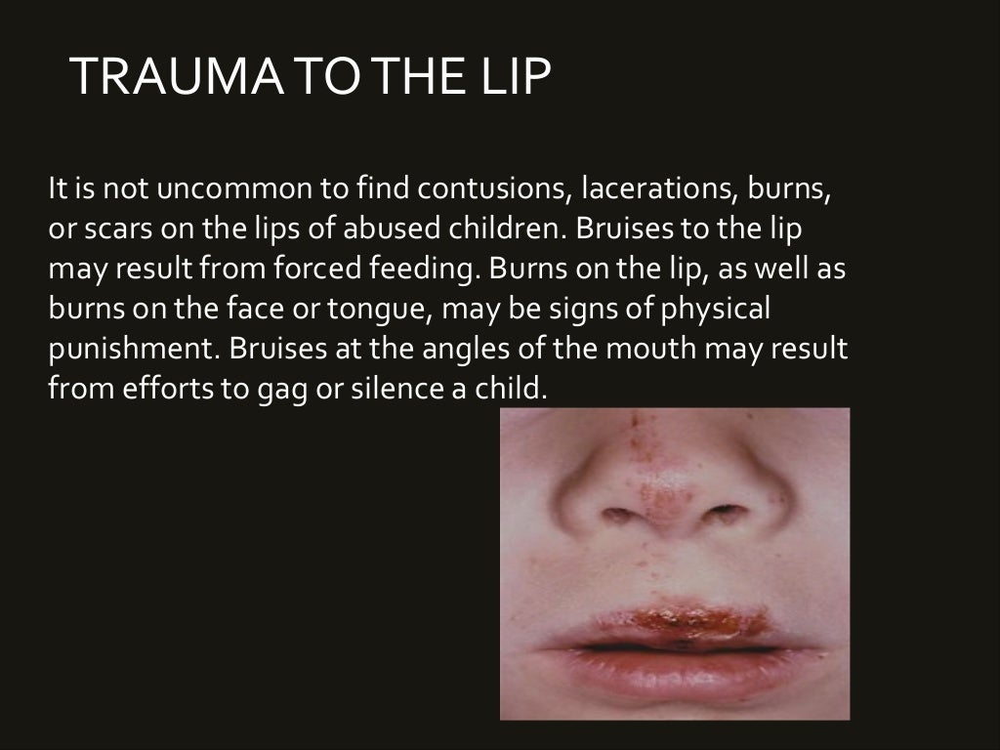 TRAUMA TO THE LIP
It is not uncommon to find contusions, lacerations, burns,
or scars on the lips of abused children. Bruises to the lip
may result from forced feeding. Burns on the lip, as well as
burns on the face or tongue, may be signs of physical
punishment. Bruises at the angles of the mouth may result
from efforts to gag or silence a child.